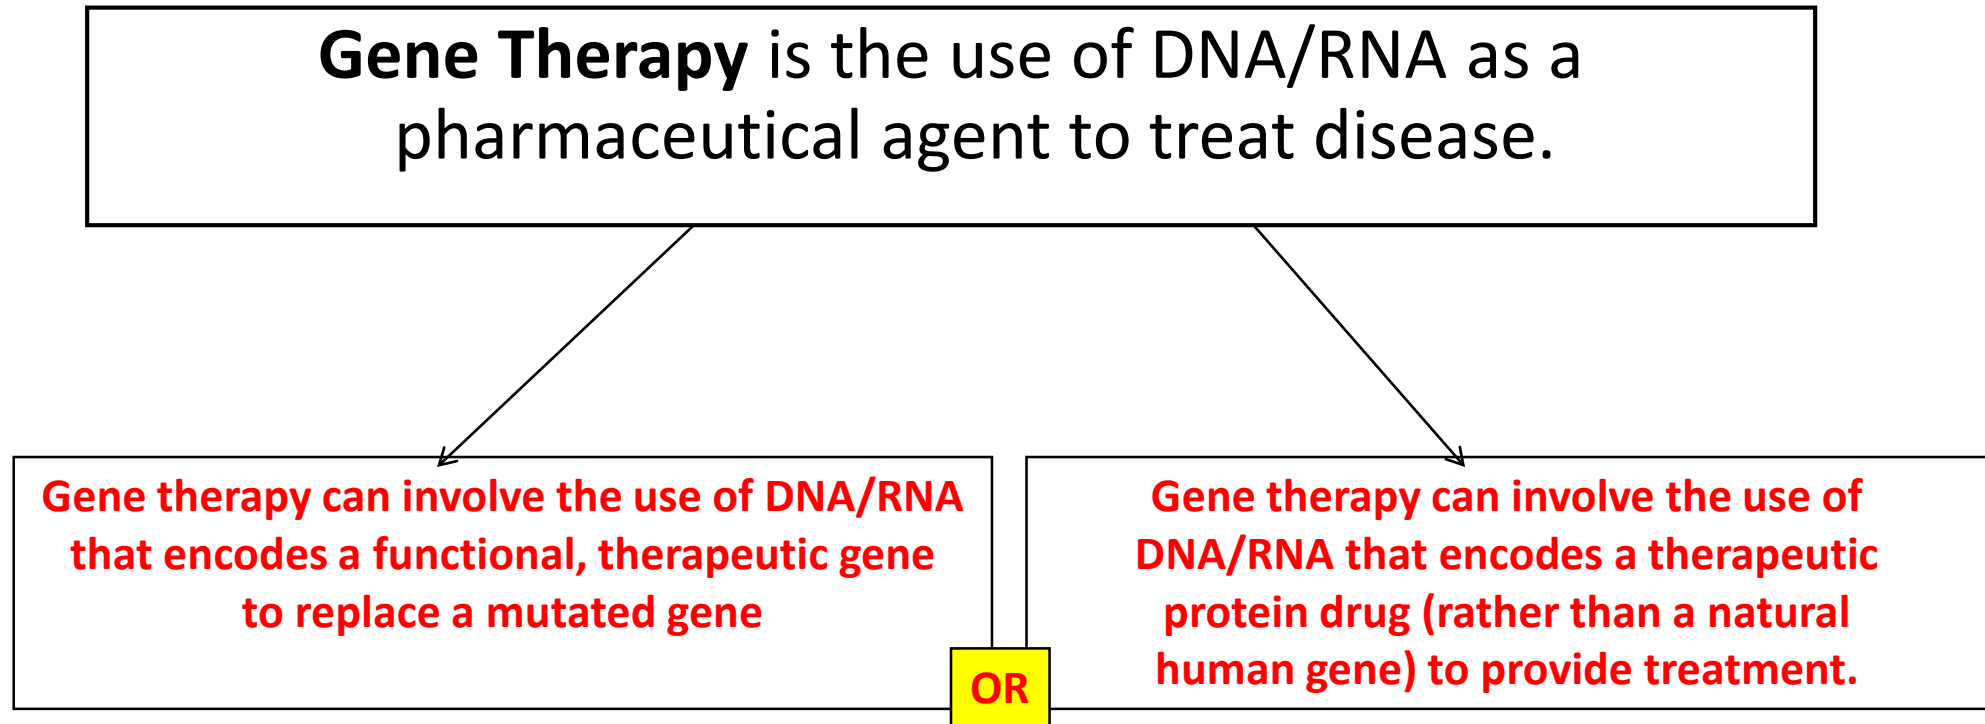 Gene Therapy is the use of DNA/RNA as a
pharmaceutical agent to treat disease.
Gene therapy can involve the use of DNA/RNA
that encodes a functional, therapeutic gene
to replace a mutated gene
OR
Gene therapy can involve the use of
DNA/RNA that encodes a therapeutic
protein drug (rather than a natural
human gene) to provide treatment.